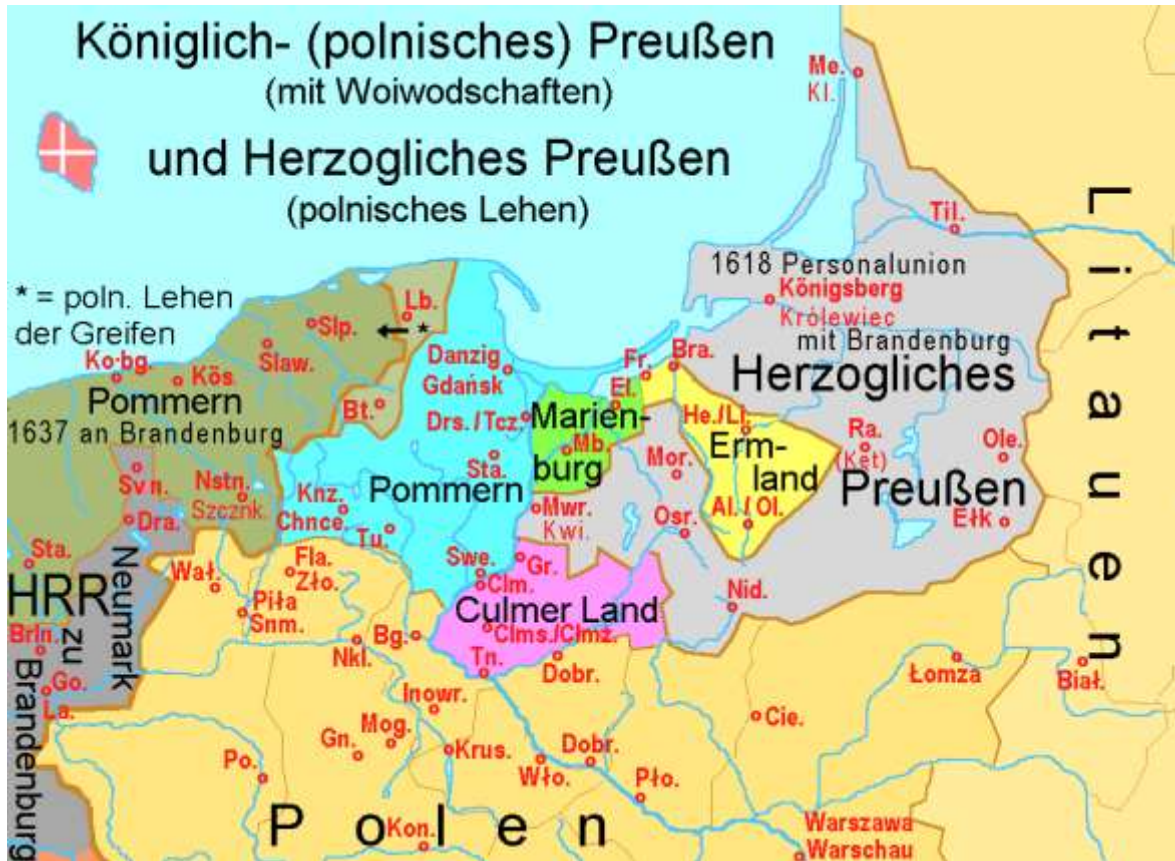 Königlich- (polnisches) Preußen
(mit Woiwodschaften)
und Herzogliches Preußen
(polnisches Lehen)
Me.
Kl.
Litauen
Til.
1618 Personalunion
Königsberg
Królewiec
mit Brandenburg
Herzogliches
Preußen
* = poln. Lehen
der Greifen
Lb.
*
Slp.
Slaw.
Ko·bg.
Kös.
Pommern
1637 an Brandenburg
Bt.
Danzig
Gdańsk
Fr.
Bra.
El.
Drs./Tcz.
Marien-
burg
Mb.
He./Li.
Erm-
land
Ra.
(Kęt)
Ole.
Sta.
Mor.
Pommern
Svn.
Nstn.
Szcznk.
Knz.
Chnce.
Dra.
Tu.
Mwr.
Kwi.
Osr.
Al./Ol.
Ełk
Sta.
Neumark
Wał.
Fla.
Zło.
Swe.
Clm.
Gr.
HRR
zu
Brandenburg
Piła
Snm.
Culmer Land
Nid.
Brln.
Bg.
Clms./Clmz.
Nkl.
Tn.
Dobr.
Łomza
Biał.
Go.
La.
Inowr.
Cie.
Gn.
Mog.
Krus.
Dobr.
Po.
Wło.
Pło.
Polen
Kon.
Warszawa
Warschau